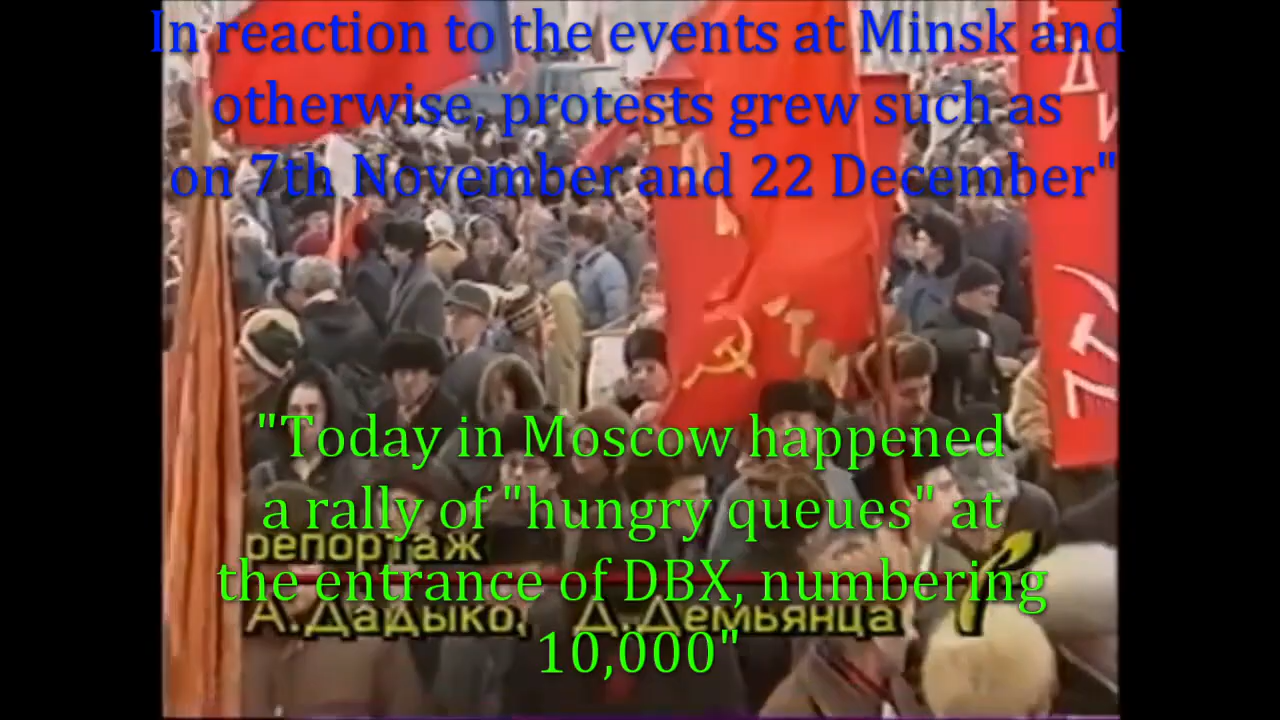 In reaction to the events at Minsk and
otherwise, protests grew such as
on 7th November and 22 December"
"Today in Moscow happened
a rally of "hungry queues" at
the entrance of DBX, numbering
10,000"
репортаж
А.Дадыко, Д.Демьянца